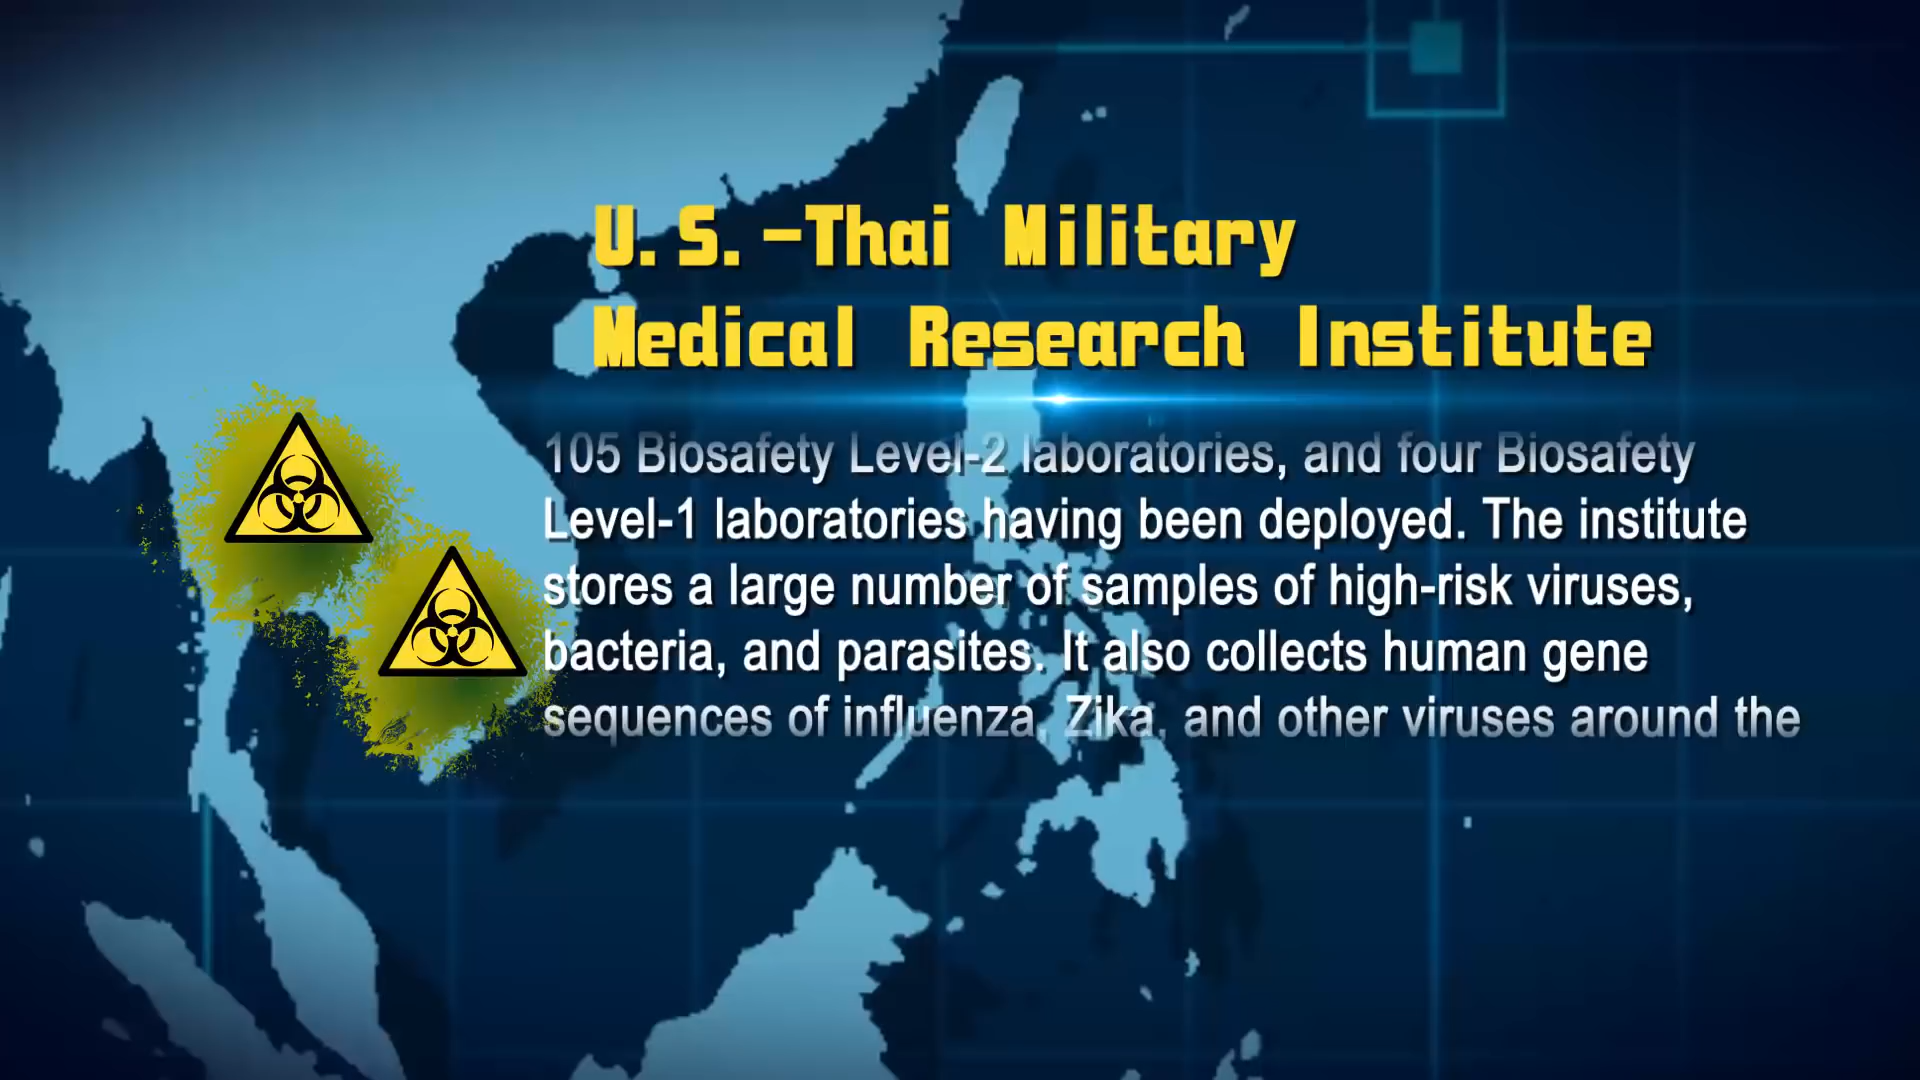 U.S.-Thai Military
Medical Research Institute
105 Biosafety Level-2 laboratories, and four Biosafety
Level-1 laboratories having been deployed. The institute
stores a large number of samples of high-risk viruses,
bacteria, and parasites. It also collects human gene
sequences of influenza, Zika, and other viruses around the